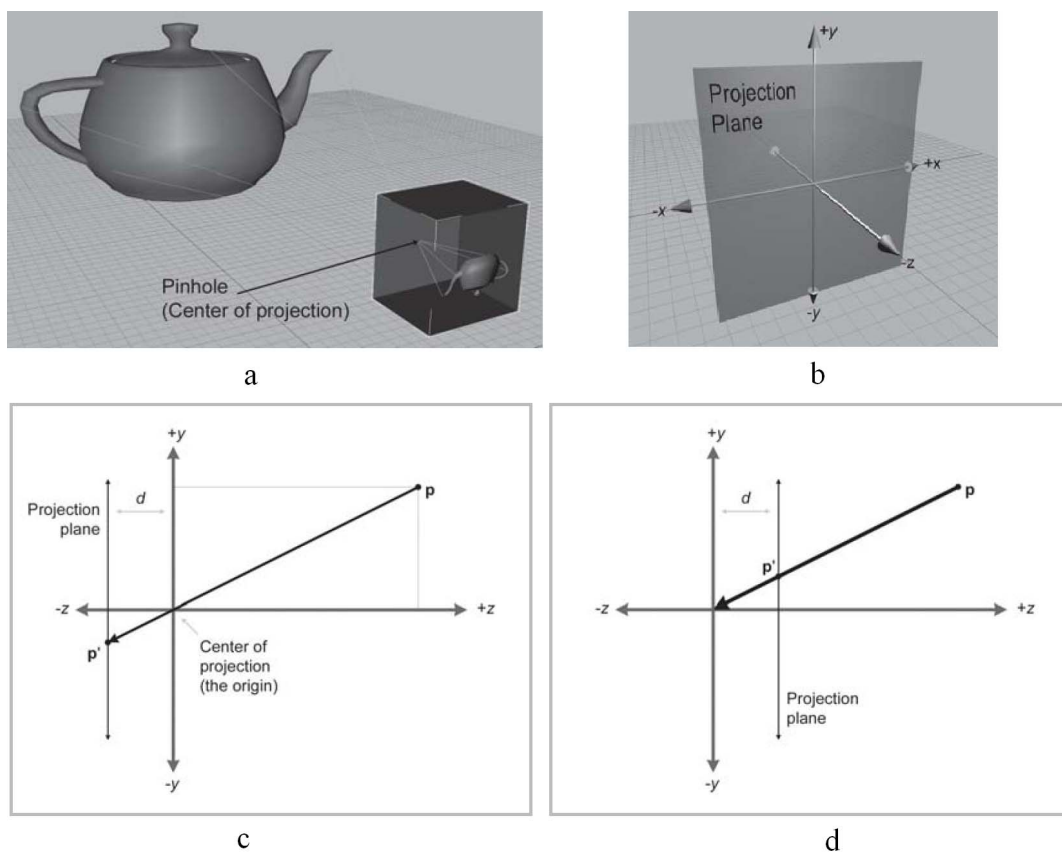 Pinhole
(Center of projection)
a
+y
Projection
Plane
+x
-x
-z
-y
b
+y
d
Projection
plane
p
-z
+z
p'
Center of
projection
(the origin)
-y
c
+y
d
p
p'
-z
+z
Projection
plane
-y
d